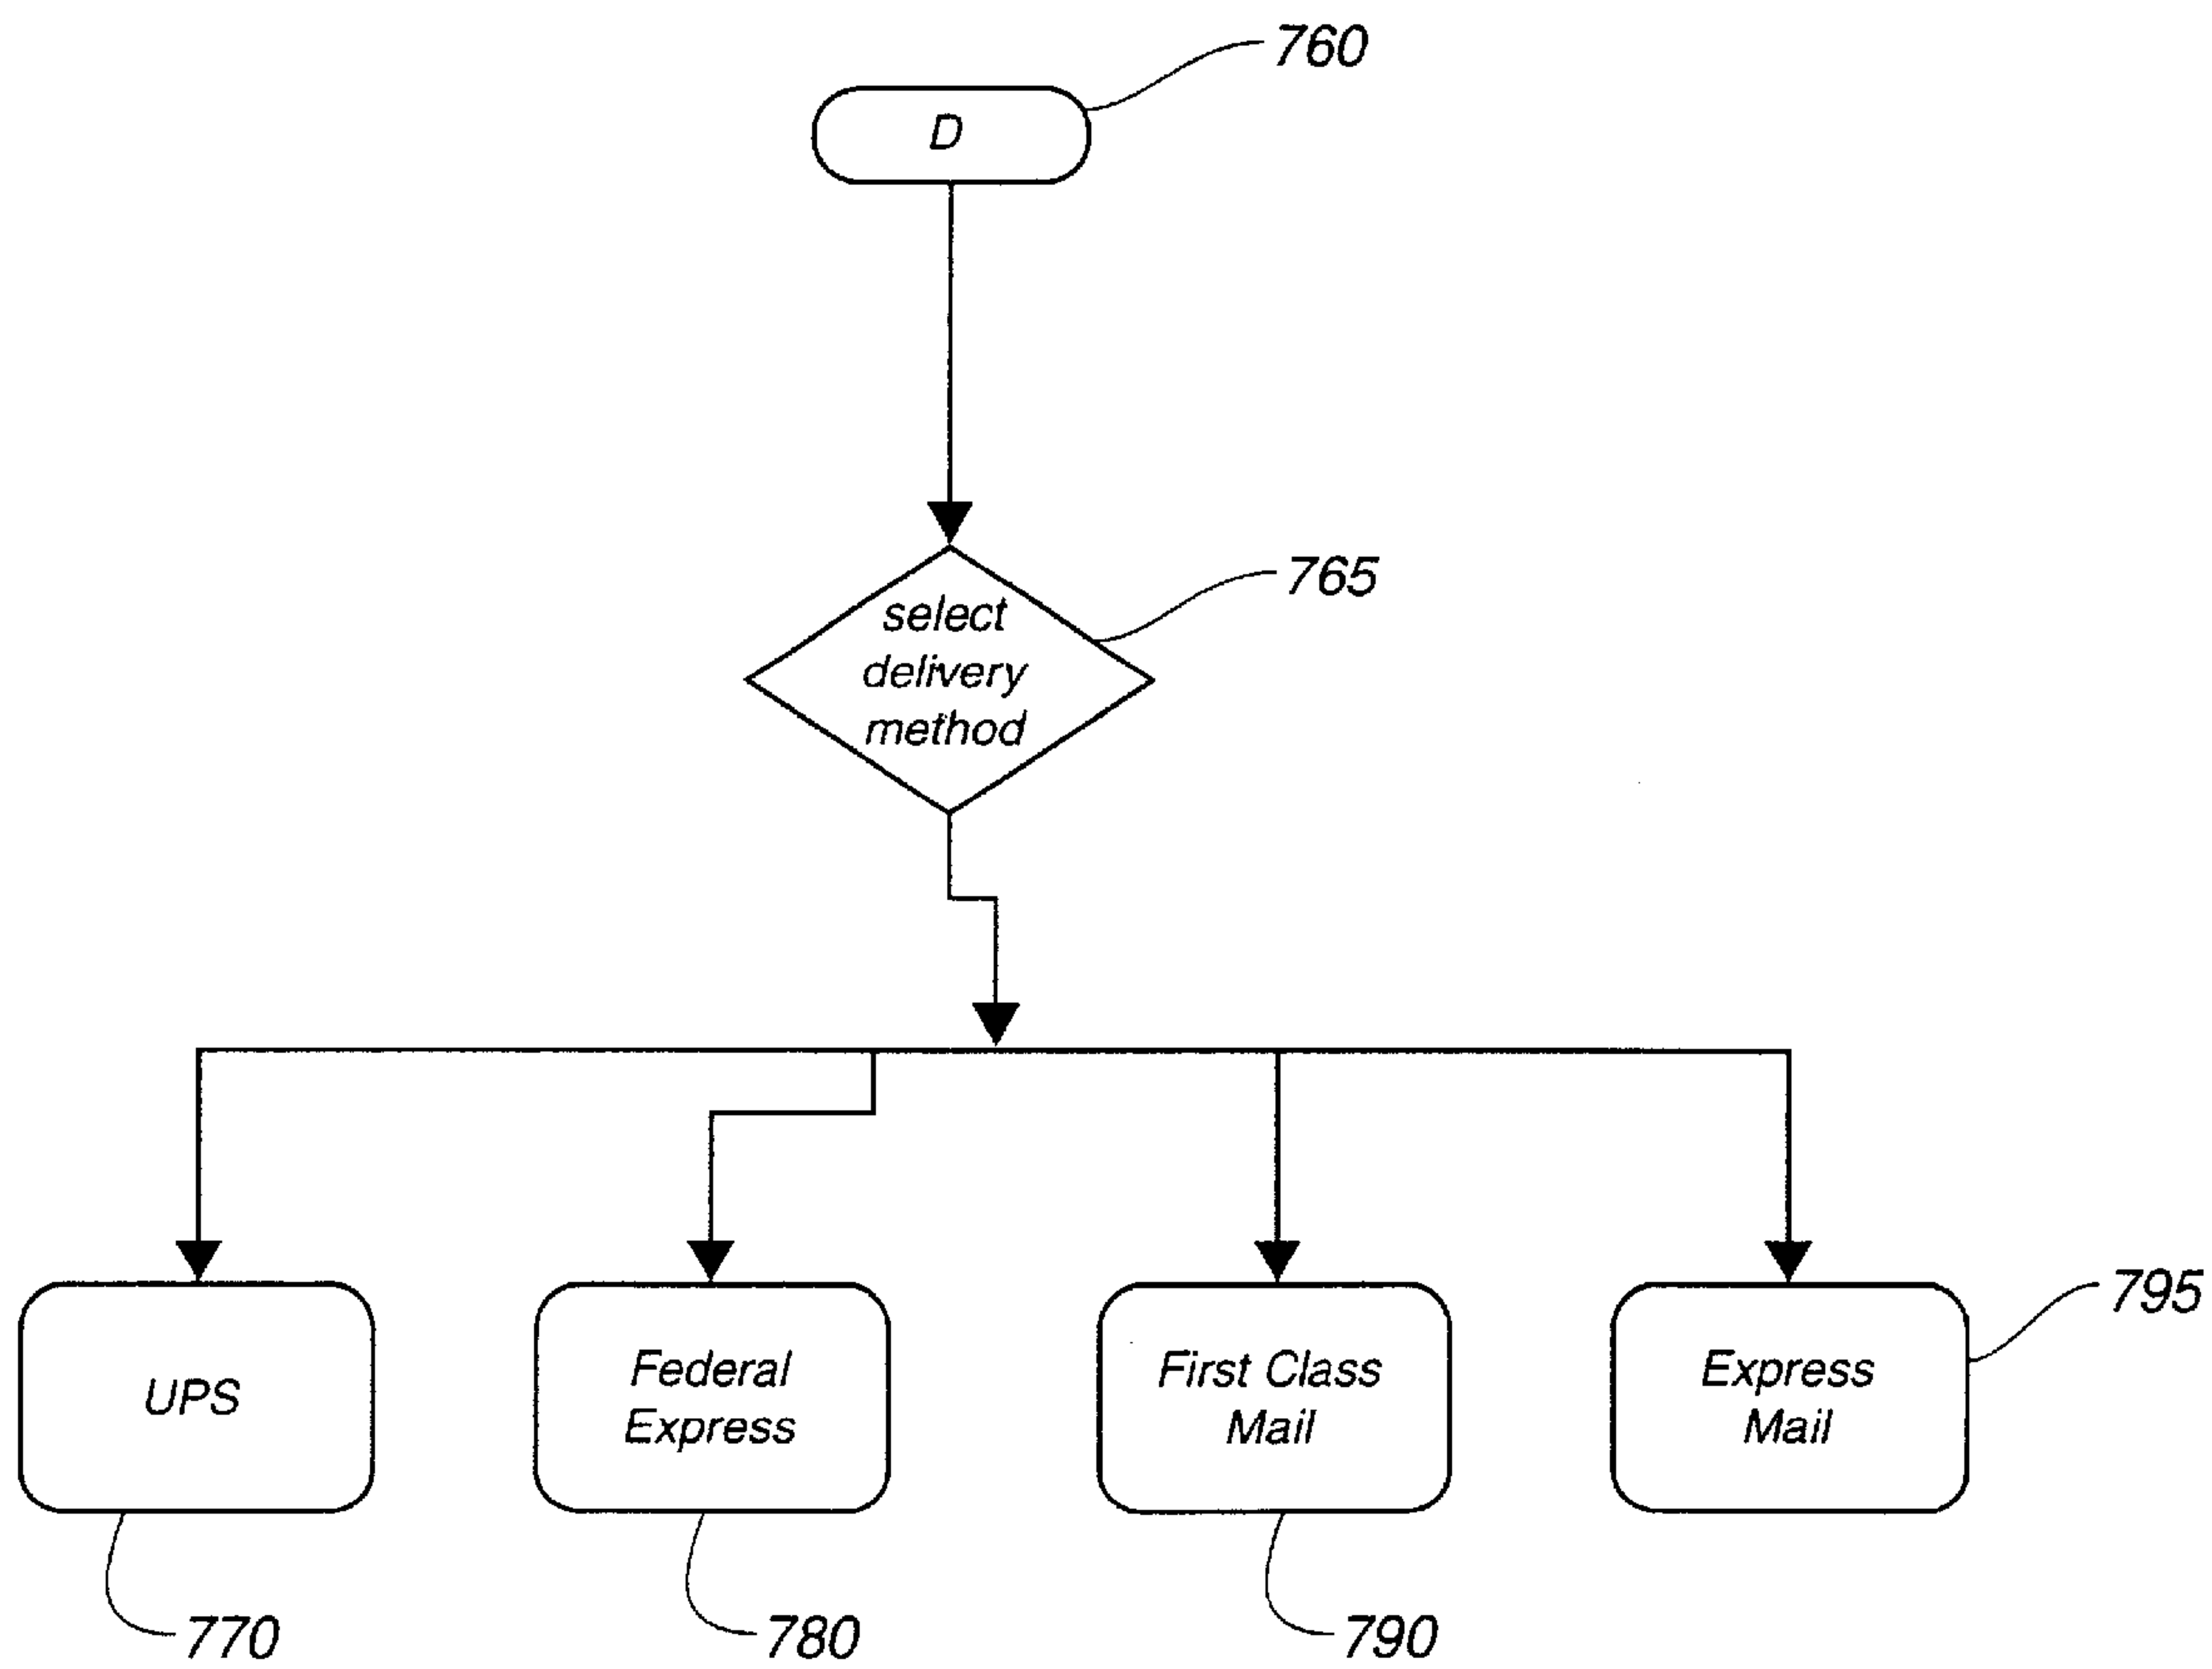 760
D
765
select
delivery
method
795
UPS
Federal
Express
First Class
Mail
Express
Mail
770
780
790